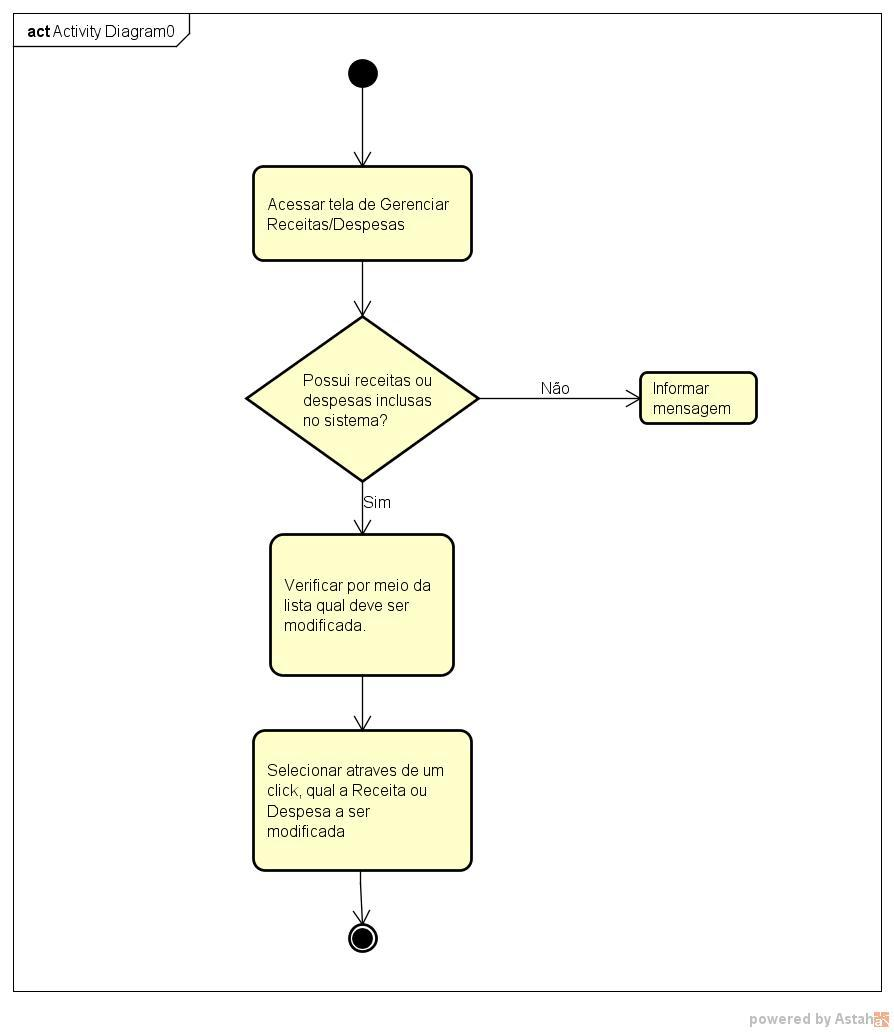 act Activity Diagram0
Acessar tela de Gerenciar
Receitas/Despesas
Possui receitas ou
despesas inclusas
no sistema?
Não
Informar
mensagem
Sim
Verificar por meio da
lista qual deve ser
modificada.
Selecionar atraves de um
click, qual a Receita ou
Despesa a ser
modificada
powered by Astah